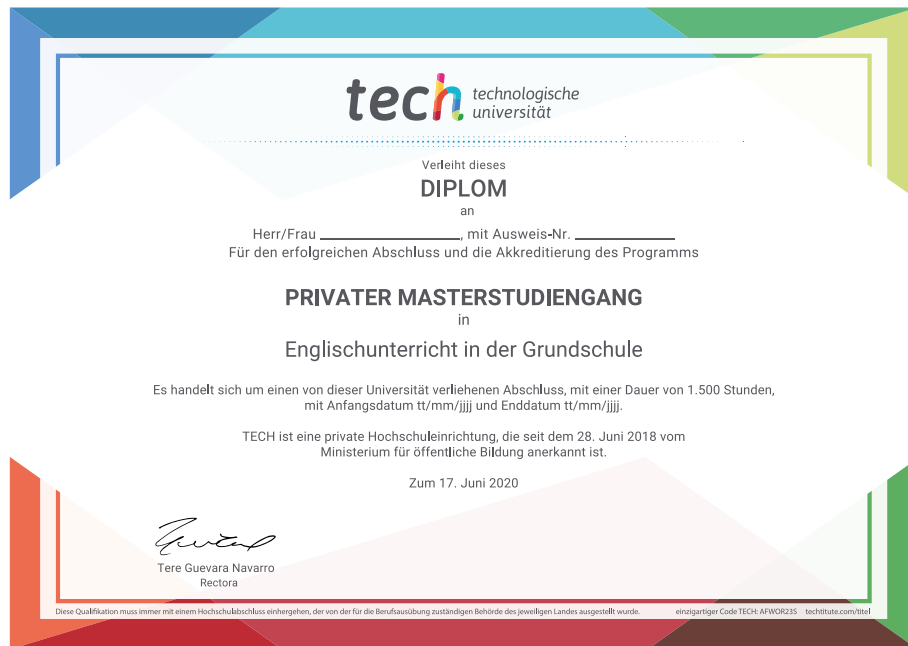 tech technologische
universität
Verleiht dieses
DIPLOM
an
Herr/Frau ____________________, mit Ausweis-Nr. ______________
Für den erfolgreichen Abschluss und die Akkreditierung des Programms
PRIVATER MASTERSTUDIENGANG
in
Englischunterricht in der Grundschule
Es handelt sich um einen von dieser Universität verliehenen Abschluss, mit einer Dauer von 1.500 Stunden,
mit Anfangsdatum tt/mm/jjjj und Enddatum tt/mm/jjjj.
TECH ist eine private Hochschuleinrichtung, die seit dem 28. Juni 2018 vom
Ministerium für öffentliche Bildung anerkannt ist.
Zum 17. Juni 2020
Tere Guevara Navarro
Rectora
Diese Qualifikation muss immer mit einem Hochschulabschluss einhergehen, der von der für die Berufsausübung zuständigen Behörde des jeweiligen Landes ausgestellt wurde. einzigartiger Code TECH: AFWOR23S techtitute.com/titel